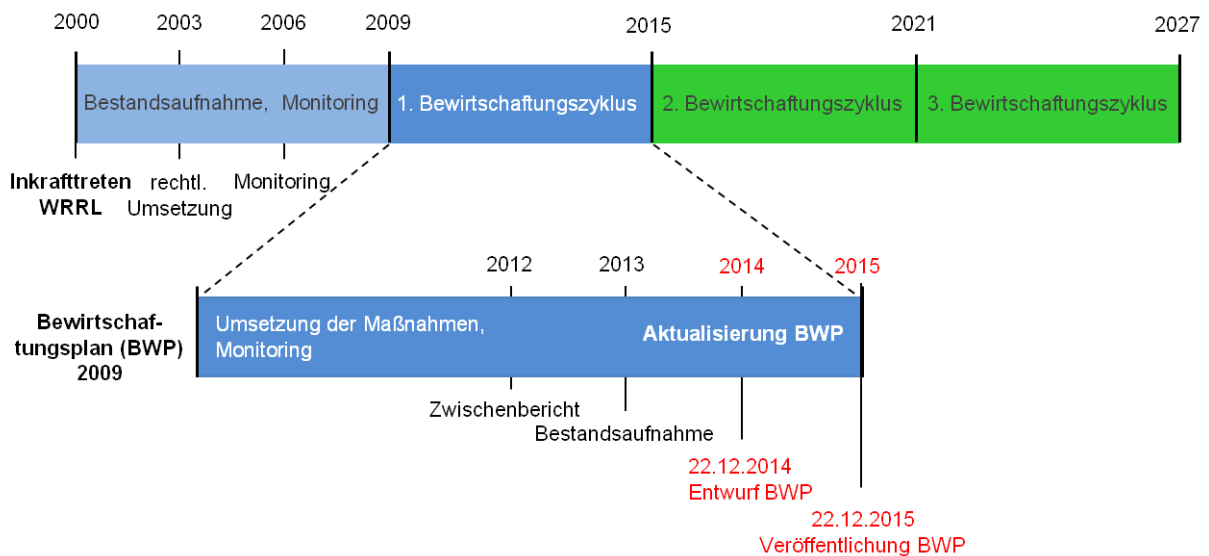 2000 2003 2006 2009 2015 2021 2027
Bestandsaufnahme, Monitoring
1. Bewirtschaftungszyklus
2. Bewirtschaftungszyklus
3. Bewirtschaftungszyklus
Inkrafttreten
WRRL
rechtl.
Umsetzung
Monitoring
2012 2013 2014 2015
Bewirtschaf-
tungsplan (BWP)
2009
Umsetzung der Maßnahmen,
Monitoring
Aktualisierung BWP
Zwischenbericht
Bestandsaufnahme
22.12.2014
Entwurf BWP
22.12.2015
Veröffentlichung BWP